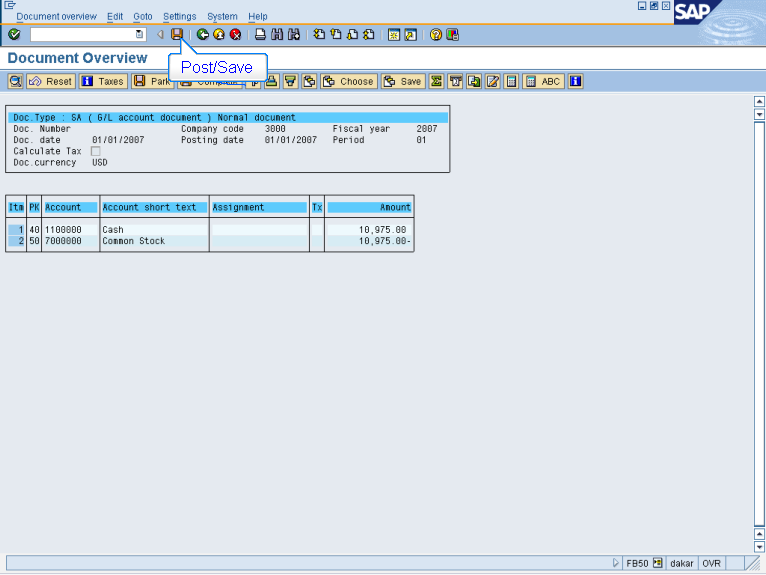 Document overview Edit Goto Settings System Help
SAP
Document Overview
Post/Save
Reset Taxes Park Choose Save ABC
Doc.Type : SA ( G/L account document ) Normal document
Doc. Number Company code 3000 Fiscal year 2007
Doc. date 01/01/2007 Posting date 01/01/2007 Period 01
Calculate Tax
Doc.currency USD
Itm PK Account Account short text Assignment Tx Amount
1 40 1100000 Cash 10,975.00
2 50 7000000 Common Stock 10,975.00-
FB50 dakar OVR